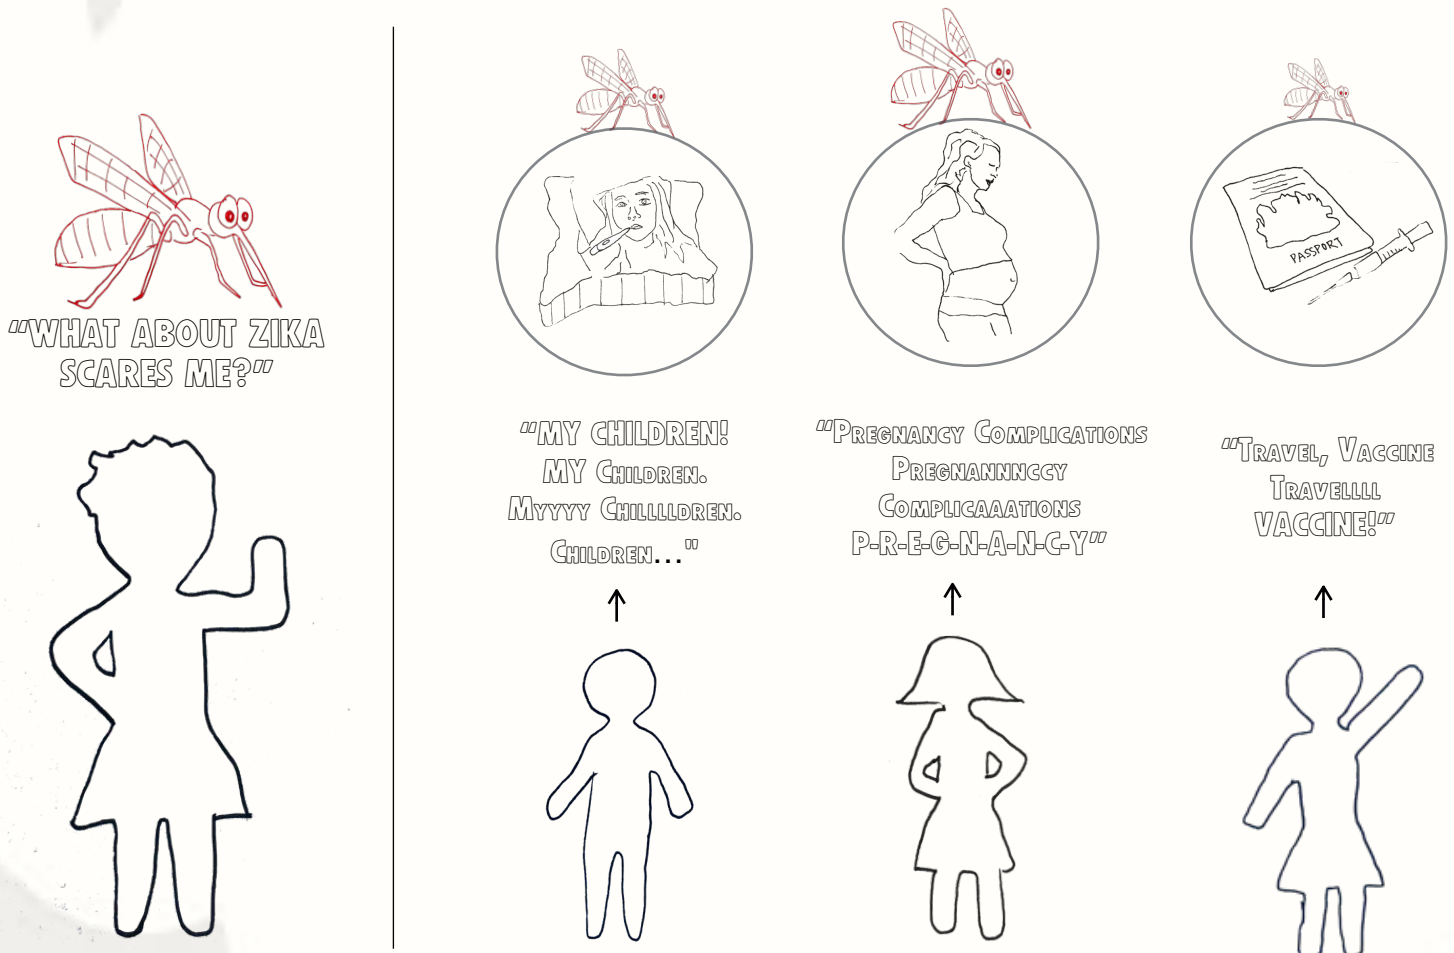 "WHAT ABOUT ZIKA
SCARES ME?"
"MY CHILDREN!
MY CHILDREN.
MYYYY CHILLLLDREN.
CHILDREN..."
"PREGNANCY COMPLICATIONS
PREGNANNNCCY
COMPLICAAATIONS
P-R-E-G-N-A-N-C-Y"
"TRAVEL, VACCINE
TRAVELLLL
VACCINE!"
PASSPORT